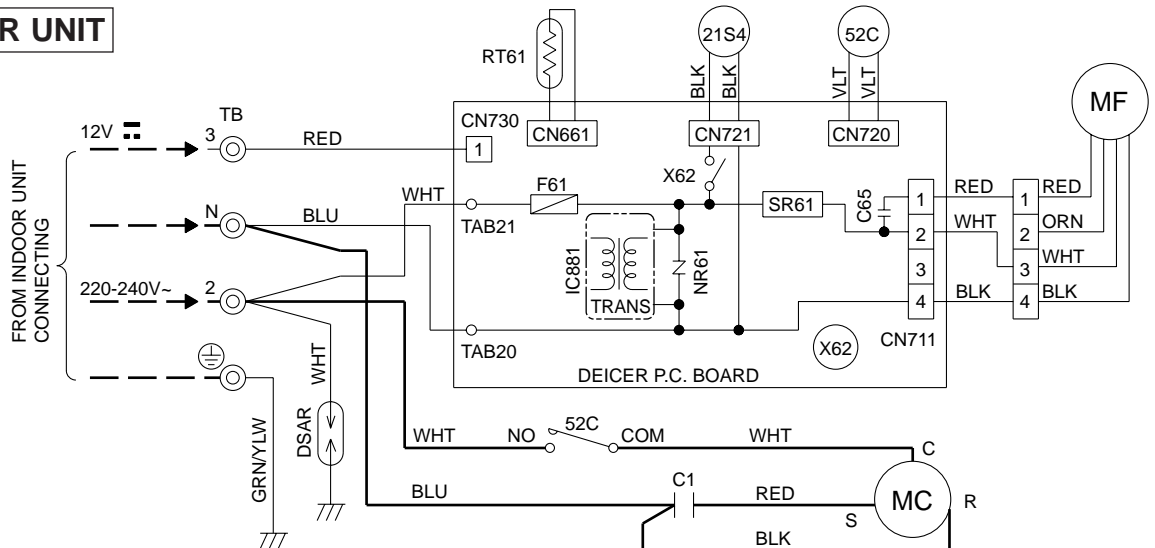 R UNIT
RT61
21S4
52C
BLK
BLK
VLT
VLT
MF
TB
12V
3
RED
CN730
1
CN661
CN721
CN720
X62
WHT
F61
SR61
C65
1
2
3
4
RED
WHT
BLK
1
2
3
4
RED
ORN
WHT
BLK
N
BLU
TAB21
IC881
TRANS
NR61
FROM INDOOR UNIT
CONNECTING
220-240V~
2
TAB20
X62
CN711
DEICER P.C. BOARD
WHT
DSAR
GRN/YLW
WHT
NO
52C
COM
WHT
C
BLU
C1
RED
S
MC
R
BLK